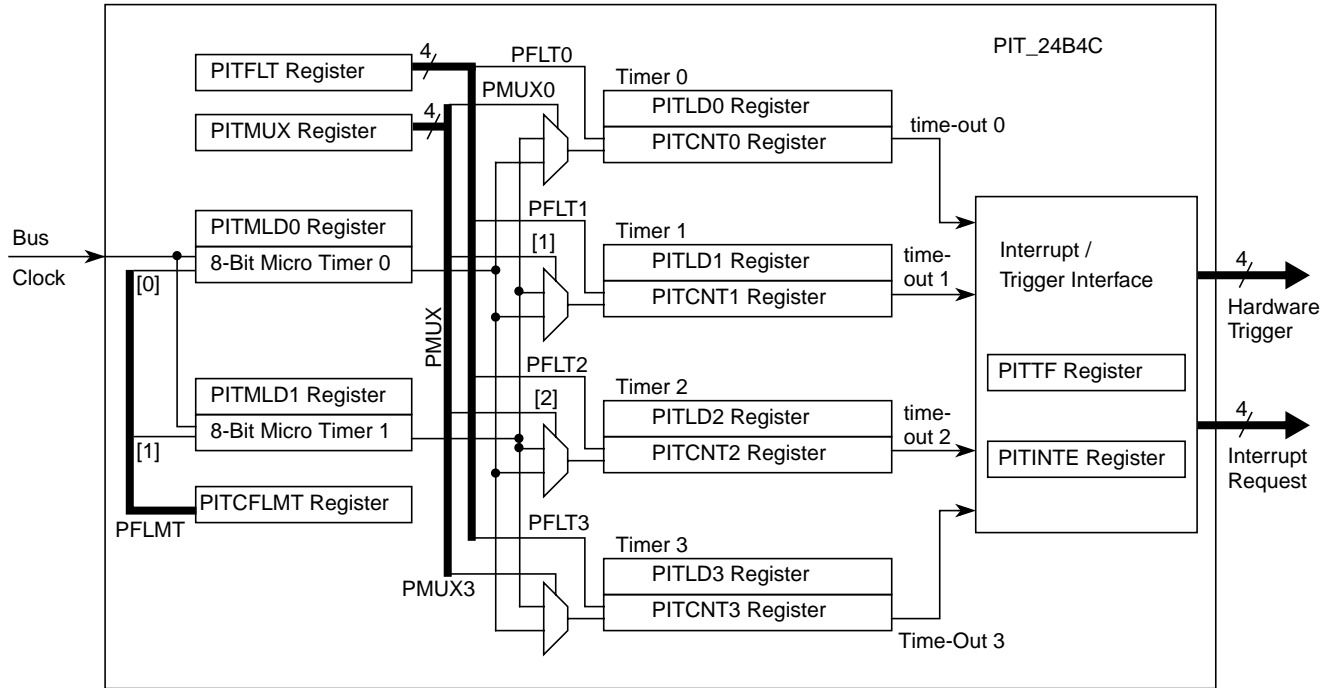 PIT_24B4C
PITFLT Register
4
PITMUX Register
4
PFLT0
PMUX0
Timer 0
PITLD0 Register
PITCNT0 Register
time-out 0
Bus
Clock
PITMLD0 Register
8-Bit Micro Timer 0
[0]
PFLT1
[1]
Timer 1
PITLD1 Register
PITCNT1 Register
time-
out 1
PMUX
PITMLD1 Register
8-Bit Micro Timer 1
[1]
PITCFLMT Register
PFLMT
PFLT2
[2]
Timer 2
PITLD2 Register
PITCNT2 Register
time-
out 2
PFLT3
PMUX3
Timer 3
PITLD3 Register
PITCNT3 Register
Time-Out 3
Interrupt /
Trigger Interface
PITTF Register
PITINTE Register
4
Hardware
Trigger
4
Interrupt
Request